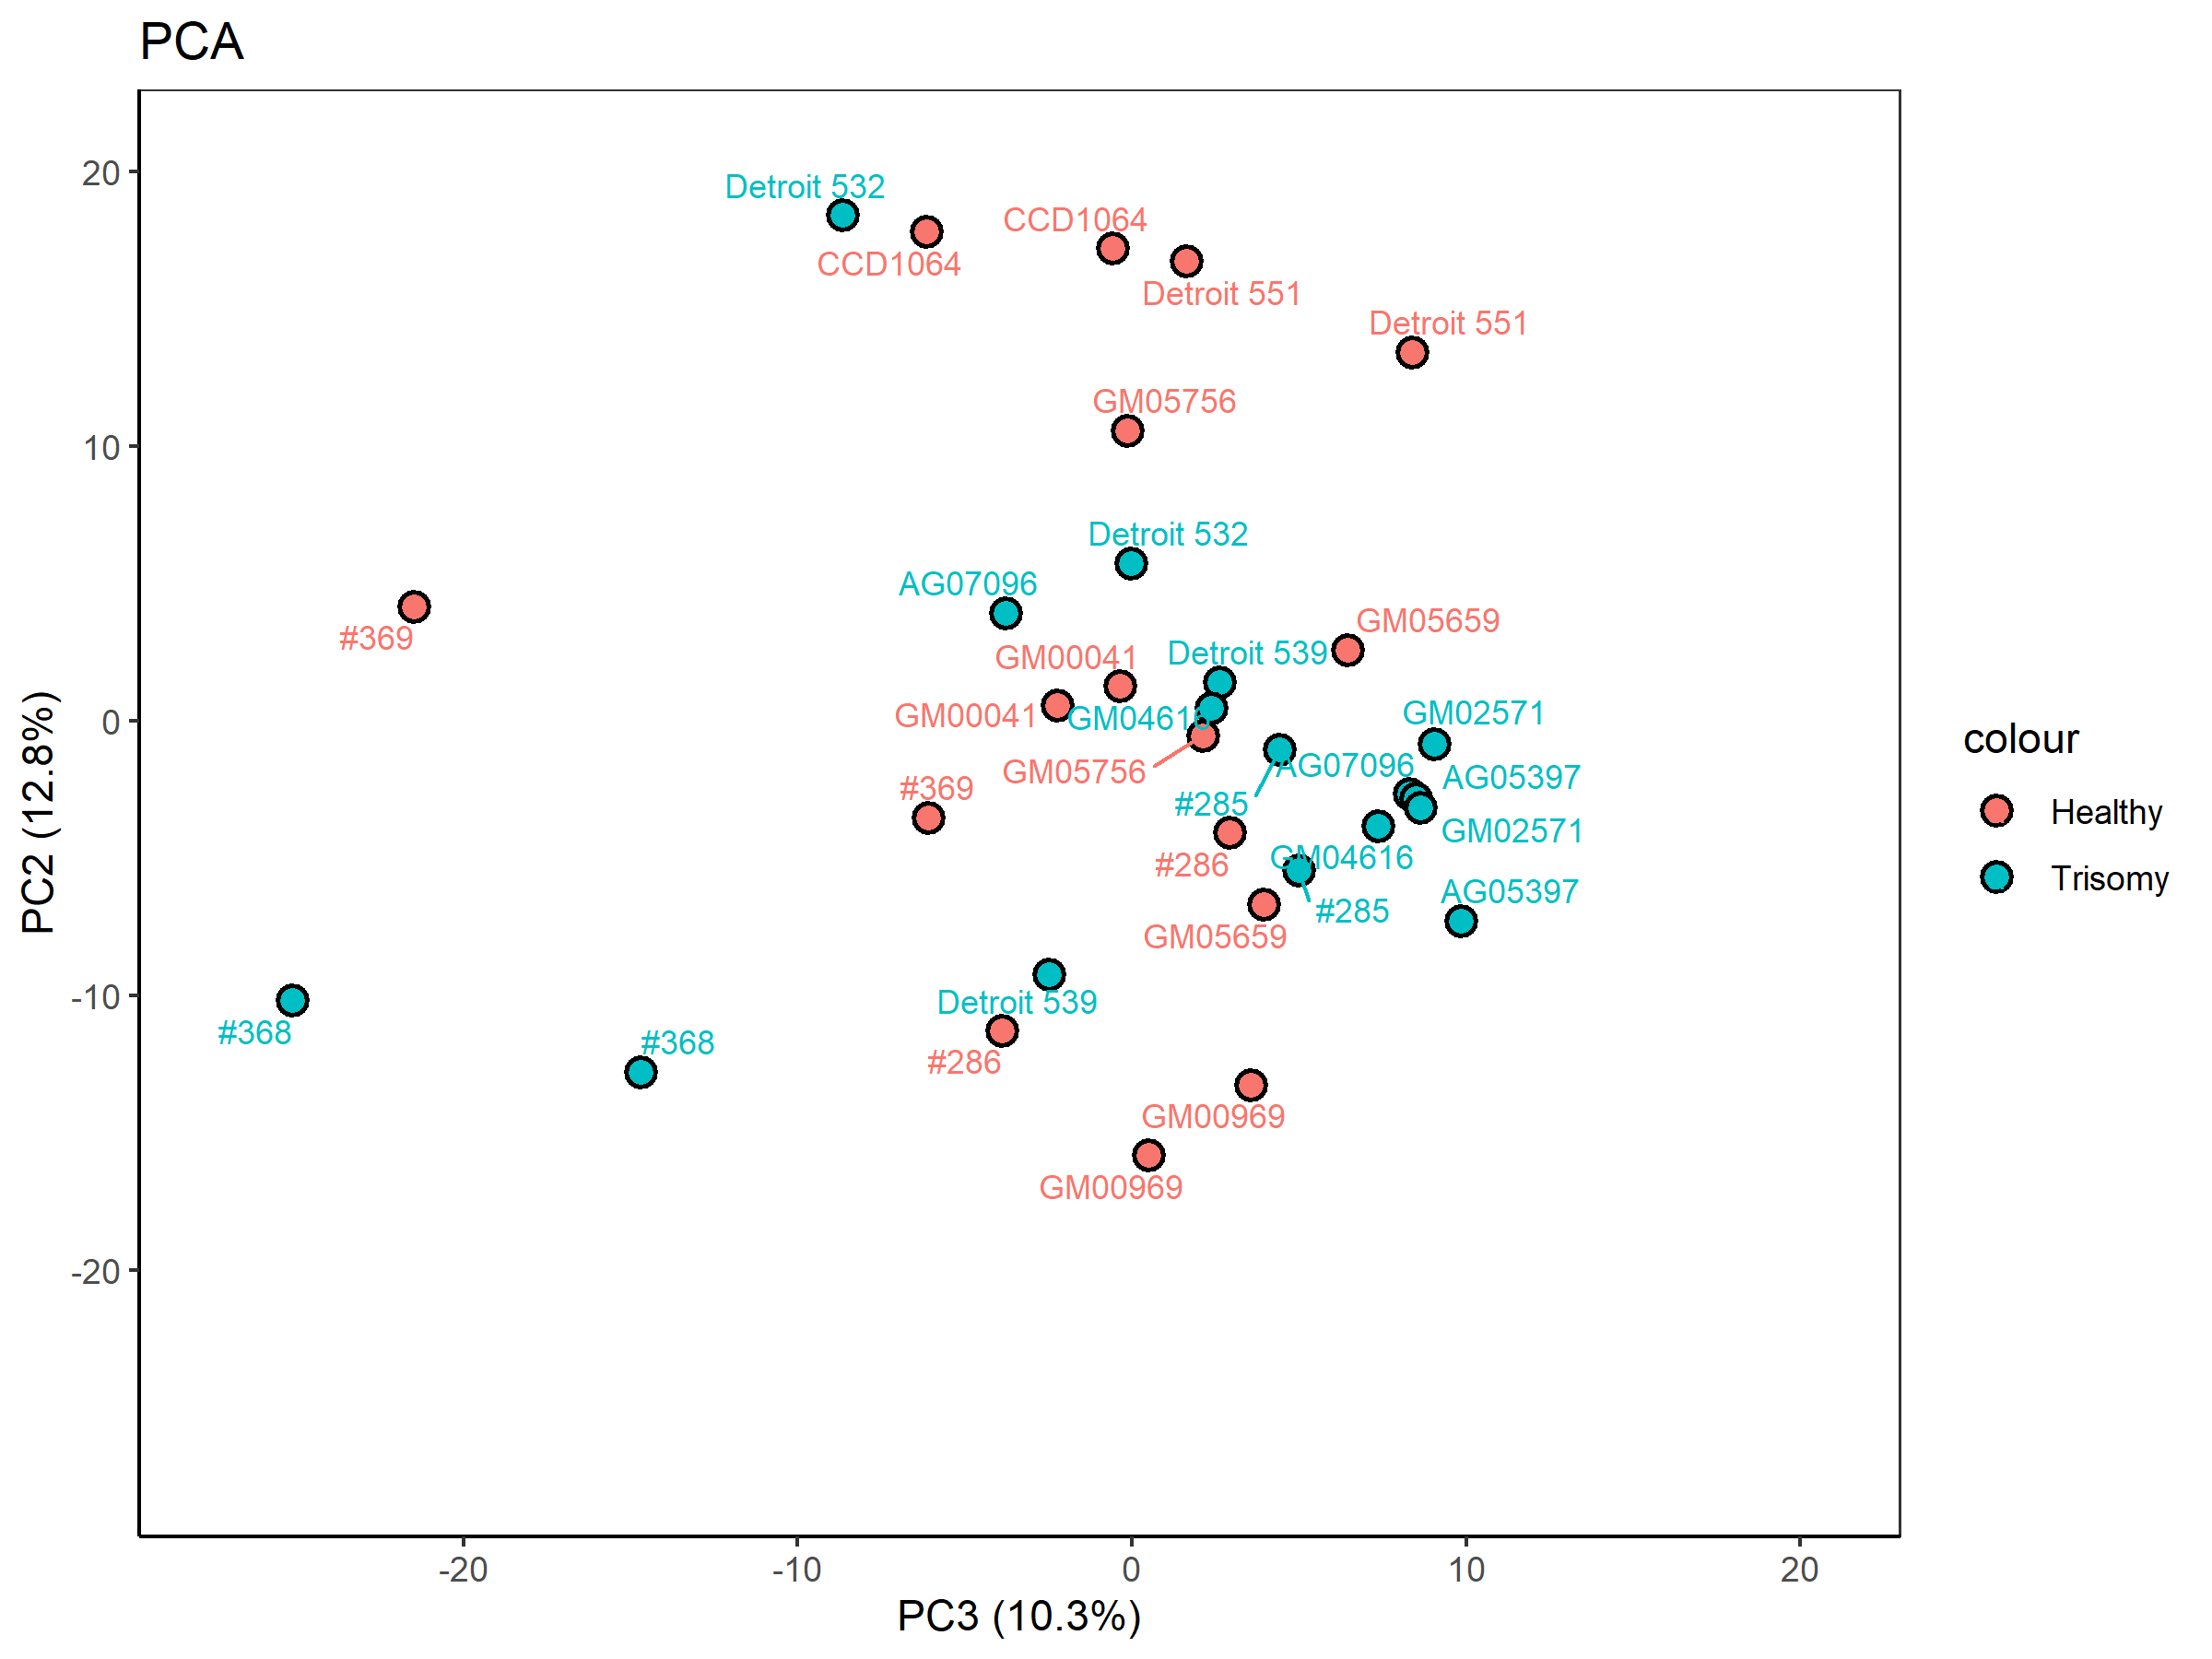 PCA
20
10
0
-10
-20
PC2 (12.8%)
Detroit 532
CCD1064
CCD1064
Detroit 551
Detroit 551
GM05756
Detroit 532
AG07096
#369
GM05659
Detroit 539
GM00041
GM00041
GM04616
GM02571
GM05756
AG07096
AG05397
#369
#285
GM02571
#286
GM04616
AG05397
#285
GM05659
Detroit 539
#368
#368
#286
GM00969
GM00969
-20
-10
0
10
20
PC3 (10.3%)
colour
Healthy
Trisomy